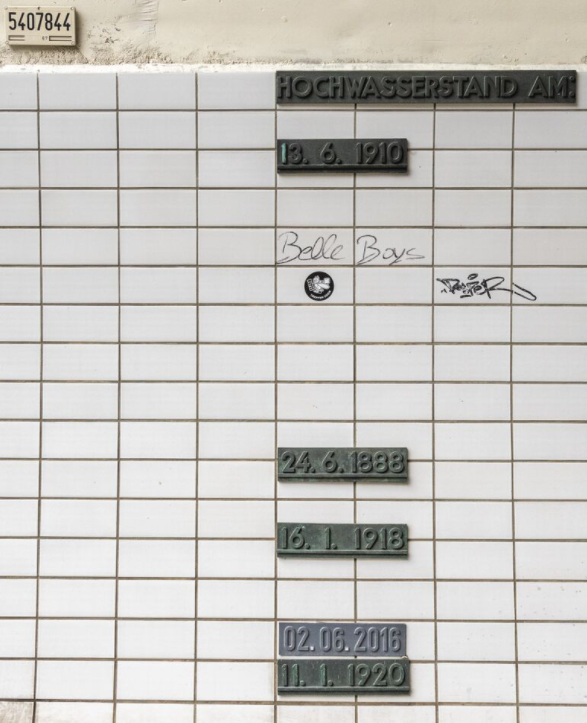 5407844
HOCHWASSERSTAND AM:
13. 6. 1910
Belle Boys
24. 6. 1888
16. 1. 1918
02.06.2016
11. 1. 1920